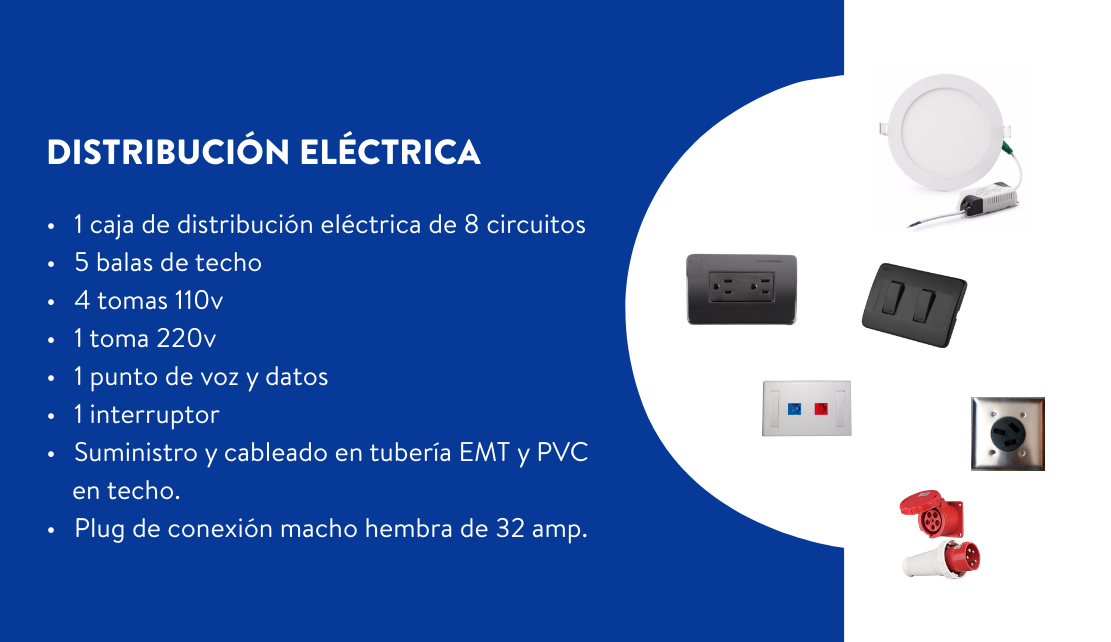 DISTRIBUCIÓN ELÉCTRICA
• 1 caja de distribución eléctrica de 8 circuitos
• 5 balas de techo
• 4 tomas 110v
• 1 toma 220v
• 1 punto de voz y datos
• 1 interruptor
• Suministro y cableado en tubería EMT y PVC
en techo.
• Plug de conexión macho hembra de 32 amp.